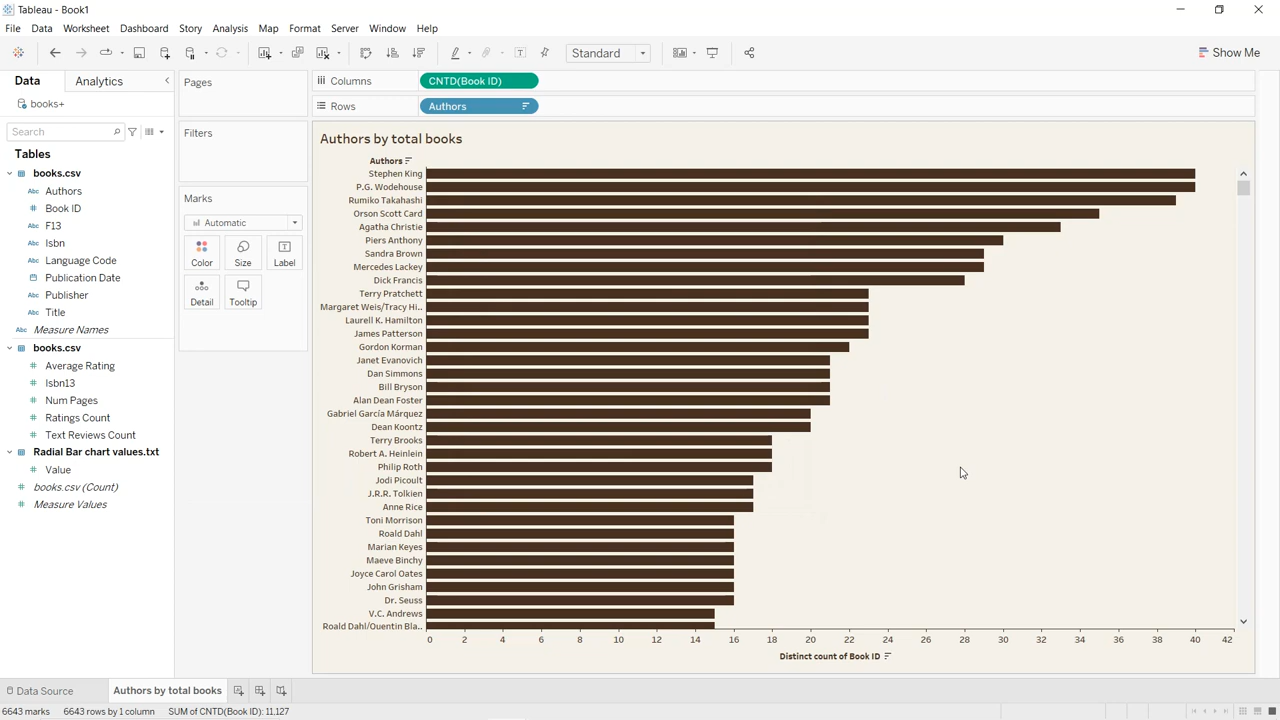 Tableau - Book1
File Data Worksheet Dashboard Story Analysis Map Format Server Window Help
Standard
Show Me
Data Analytics
Pages
Columns
CNTD(Book ID)
books+
Rows
Authors
Search
Filters
Tables
books.csv
Abc Authors
Book ID
Abc F13
Abc Isbn
Abc Language Code
Publication Date
Abc Publisher
Abc Title
Abc Measure Names
books.csv
Average Rating
Isbn13
Num Pages
Ratings Count
Text Reviews Count
Radial Bar chart values.txt
Value
books.csv (Count)
Measure Values
Marks
Automatic
Color Size Label
Detail Tooltip
Authors by total books
Authors
Stephen King
P.G. Wodehouse
Rumiko Takahashi
Orson Scott Card
Agatha Christie
Piers Anthony
Sandra Brown
Mercedes Lackey
Dick Francis
Terry Pratchett
Margaret Weis/Tracy Hi..
Laurell K. Hamilton
James Patterson
Gordon Korman
Janet Evanovich
Dan Simmons
Bill Bryson
Alan Dean Foster
Gabriel García Márquez
Dean Koontz
Terry Brooks
Robert A. Heinlein
Philip Roth
Jodi Picoult
J.R.R. Tolkien
Anne Rice
Toni Morrison
Roald Dahl
Marian Keyes
Maeve Binchy
Joyce Carol Oates
John Grisham
Dr. Seuss
V.C. Andrews
Roald Dahl/Quentin Bla..
0 2 4 6 8 10 12 14 16 18 20 22 24 26 28 30 32 34 36 38 40 42
Distinct count of Book ID
Data Source
Authors by total books
6643 marks 6643 rows by 1 column SUM of CNTD(Book ID): 11,127